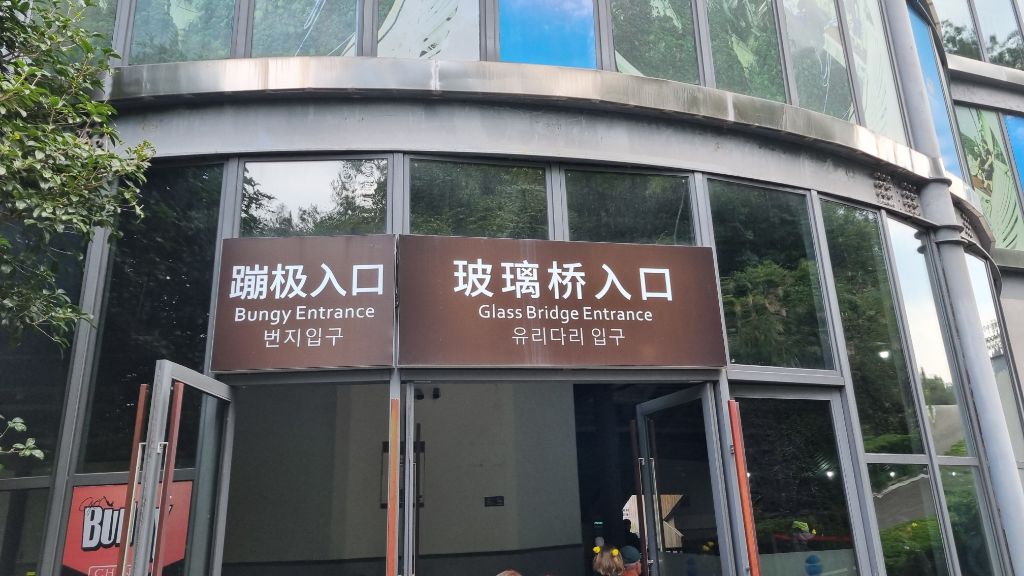 蹦极入口
Bungy Entrance
번지입구
玻璃桥入口
Glass Bridge Entrance
유리다리 입구